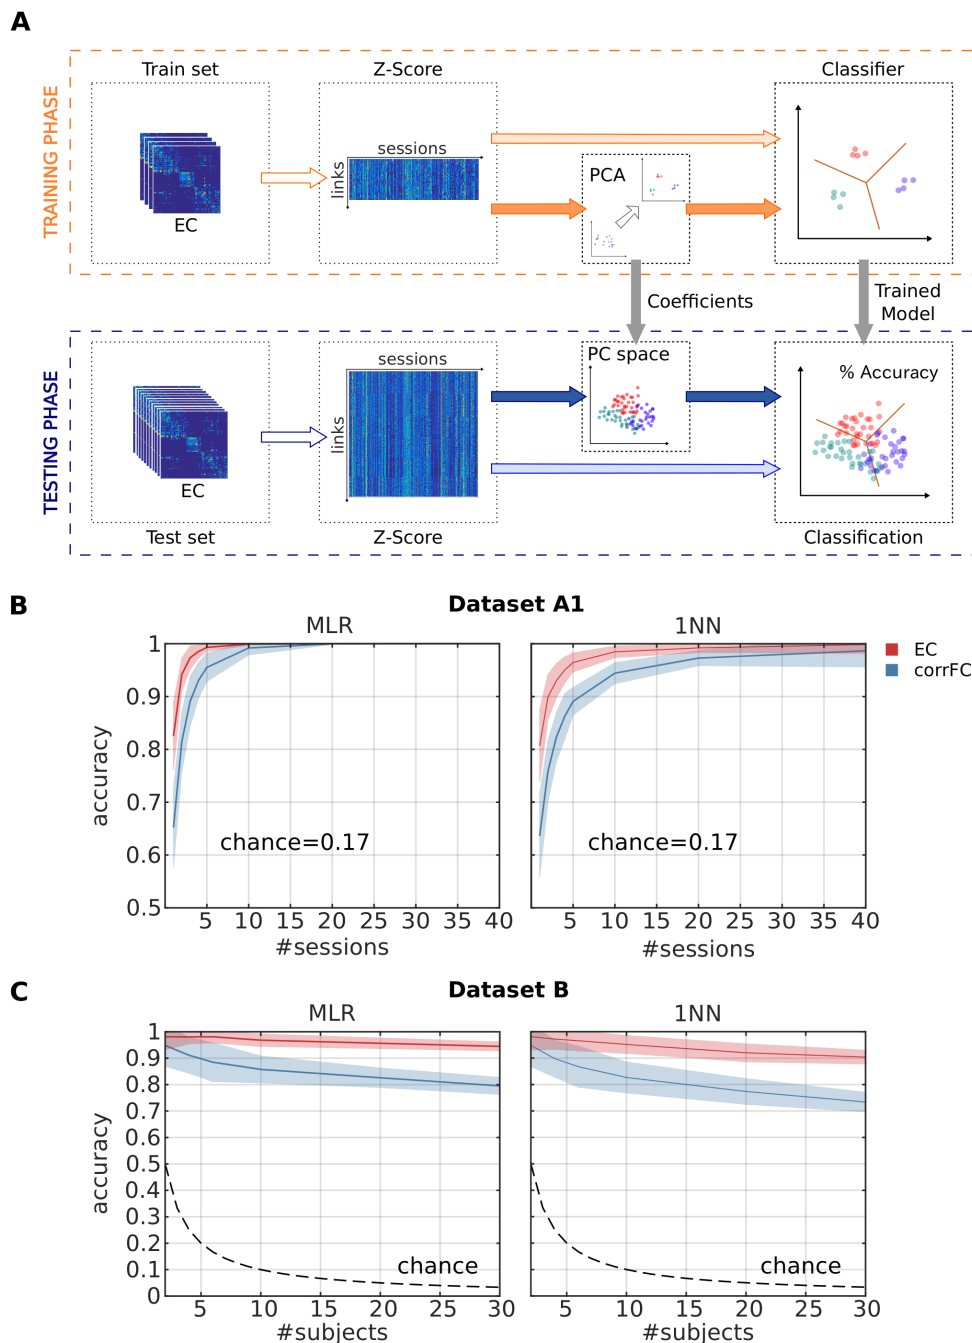 A
TRAINING PHASE
Train set
Z-Score
Classifier
sessions
links
PCA
EC
Coefficients
Trained
Model
TESTING PHASE
sessions
links
PC space
% Accuracy
EC
Test set
Z-Score
Classification
B
Dataset A1
MLR
1NN
EC
corrFC
accuracy
1
0.9
0.8
0.7
0.6
0.5
chance=0.17
chance=0.17
5 10 15 20 25 30 35 40
5 10 15 20 25 30 35 40
#sessions
#sessions
C
Dataset B
MLR
1NN
accuracy
1
0.9
0.8
0.7
0.6
0.5
0.4
0.3
0.2
0.1
0
chance
chance
5 10 15 20 25 30
5 10 15 20 25 30
#subjects
#subjects